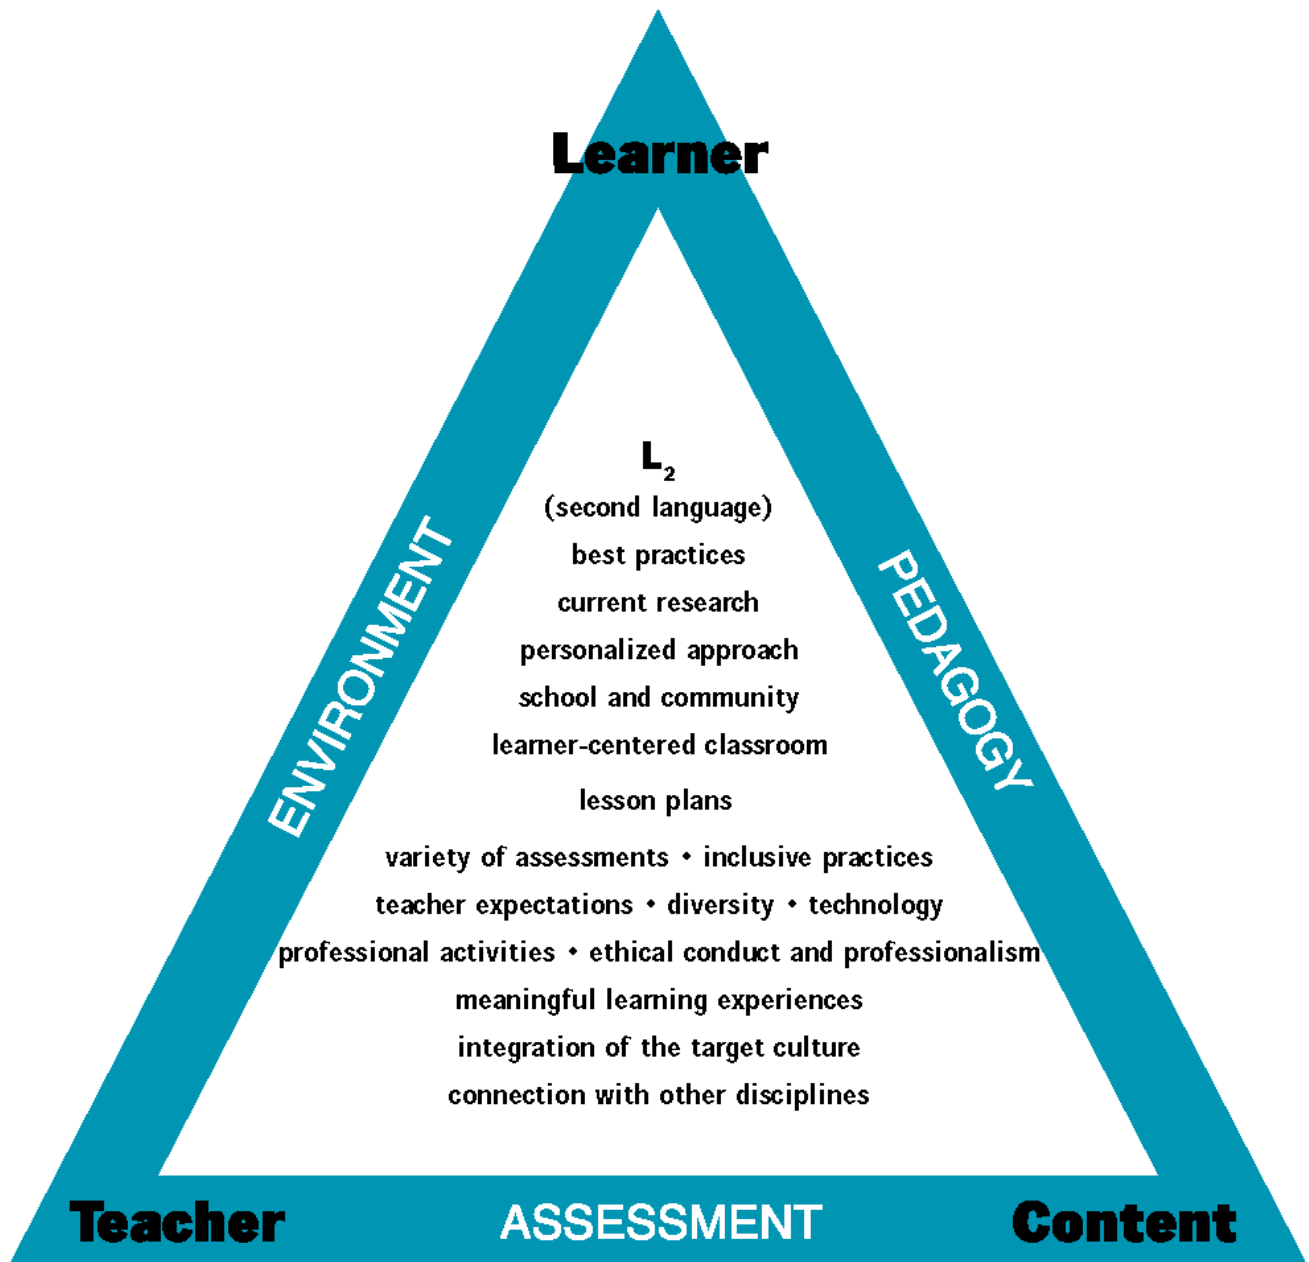 Learner
L₂
(second language)
best practices
current research
personalized approach
school and community
learner-centered classroom
lesson plans
variety of assessments • inclusive practices
teacher expectations • diversity • technology
professional activities • ethical conduct and professionalism
meaningful learning experiences
integration of the target culture
connection with other disciplines
ENVIRONMENT
PEDAGOGY
Teacher
ASSESSMENT
Content